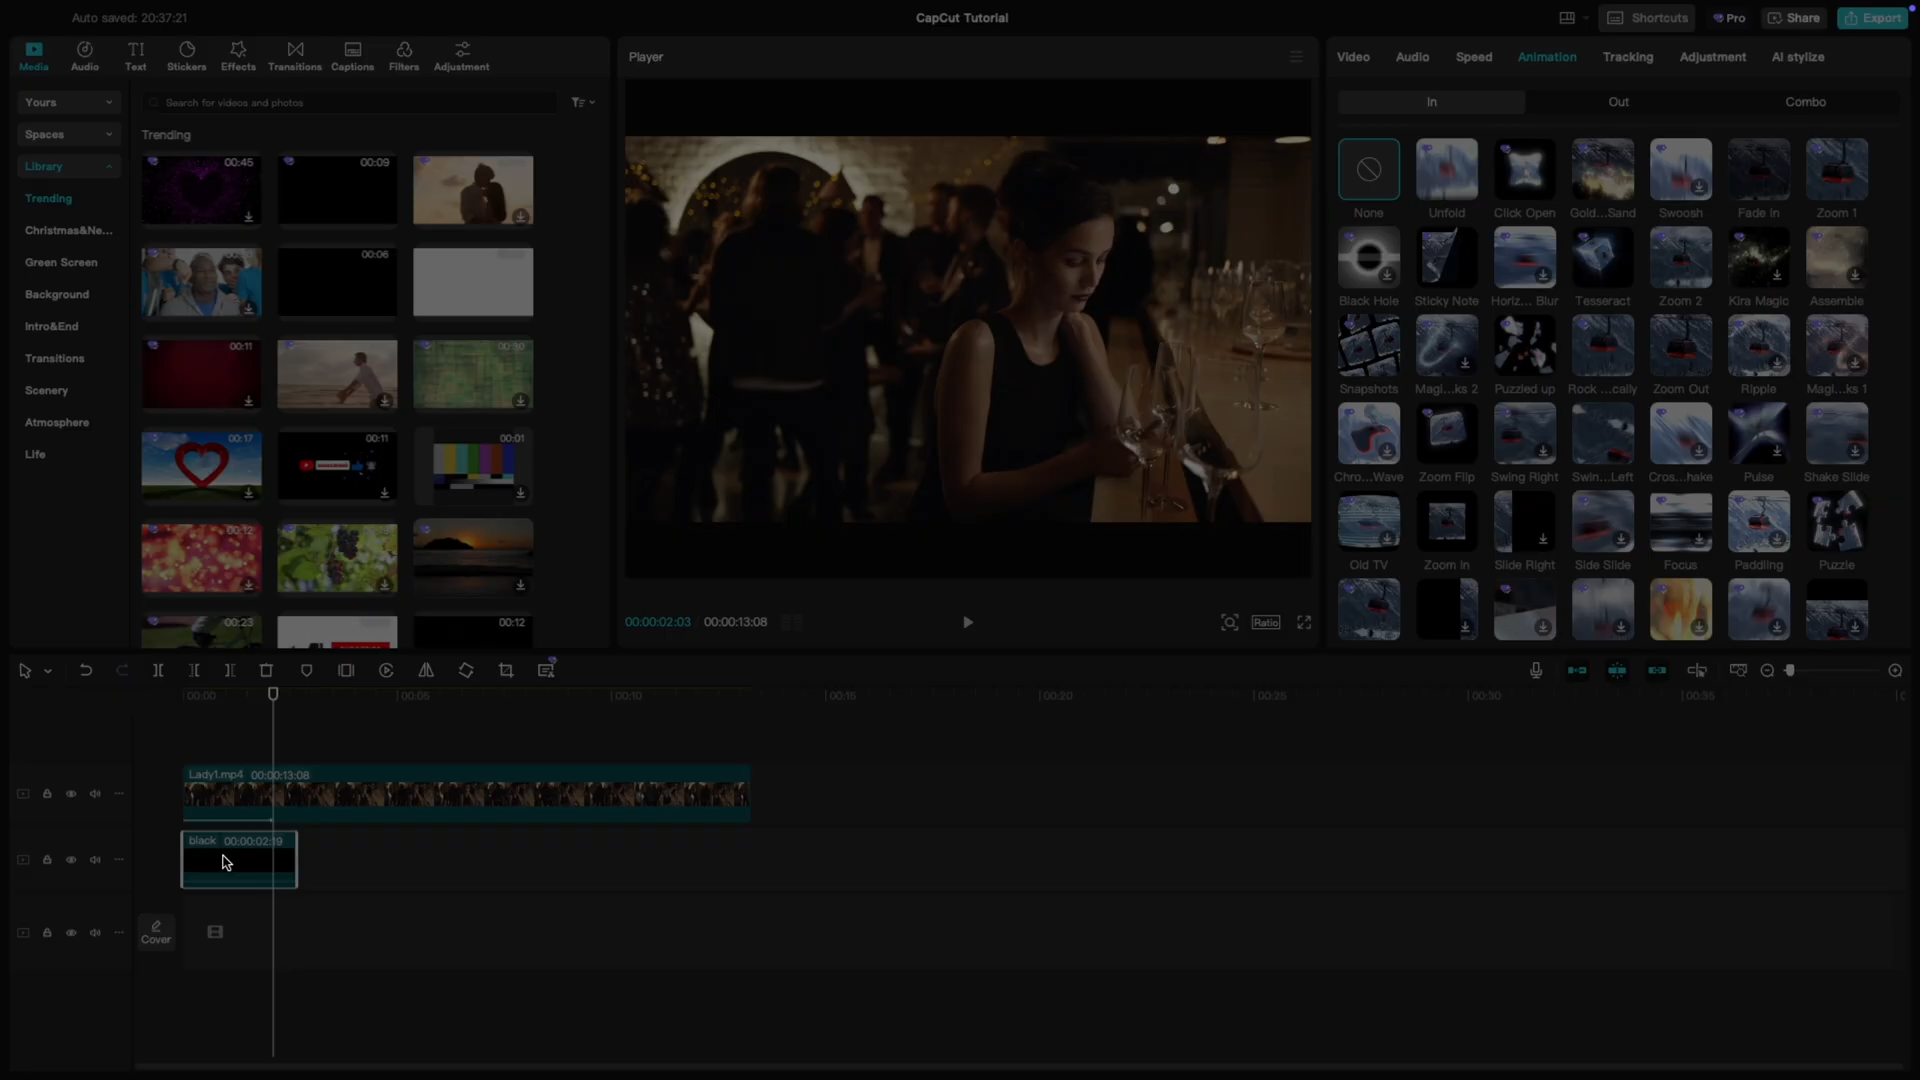 Auto saved: 20:37:21
CapCut Tutorial
Shortcuts
Pro
Share
Export
Media
Audio
Text
Stickers
Effects
Transitions
Captions
Filters
Adjustment
Yours
Spaces
Library
Trending
Christmas&Ne...
Green Screen
Background
Intro&End
Transitions
Scenery
Atmosphere
Life
Search for videos and photos
Trending
00:45
00:09
00:06
00:11
00:30
00:17
00:11
00:01
00:12
00:23
00:12
Player
00:00:02:03
00:00:13:08
Ratio
Video
Audio
Speed
Animation
Tracking
Adjustment
AI stylize
In
Out
Combo
None
Unfold
Click Open
Gold...Sand
Swoosh
Fade In
Zoom 1
Black Hole
Sticky Note
Horiz... Blur
Tesseract
Zoom 2
Kira Magic
Assemble
Snapshots
Magi...ks 2
Puzzled up
Rock ...cally
Zoom Out
Ripple
Magi...ks 1
Chro...Wave
Zoom Flip
Swing Right
Swin...Left
Cros...hake
Pulse
Shake Slide
Old TV
Zoom In
Slide Right
Side Slide
Focus
Paddling
Puzzle
00:00
00:05
00:10
00:15
00:20
00:25
00:30
00:35
Lady1.mp4 00:00:13:08
black 00:00:02:19
Cover